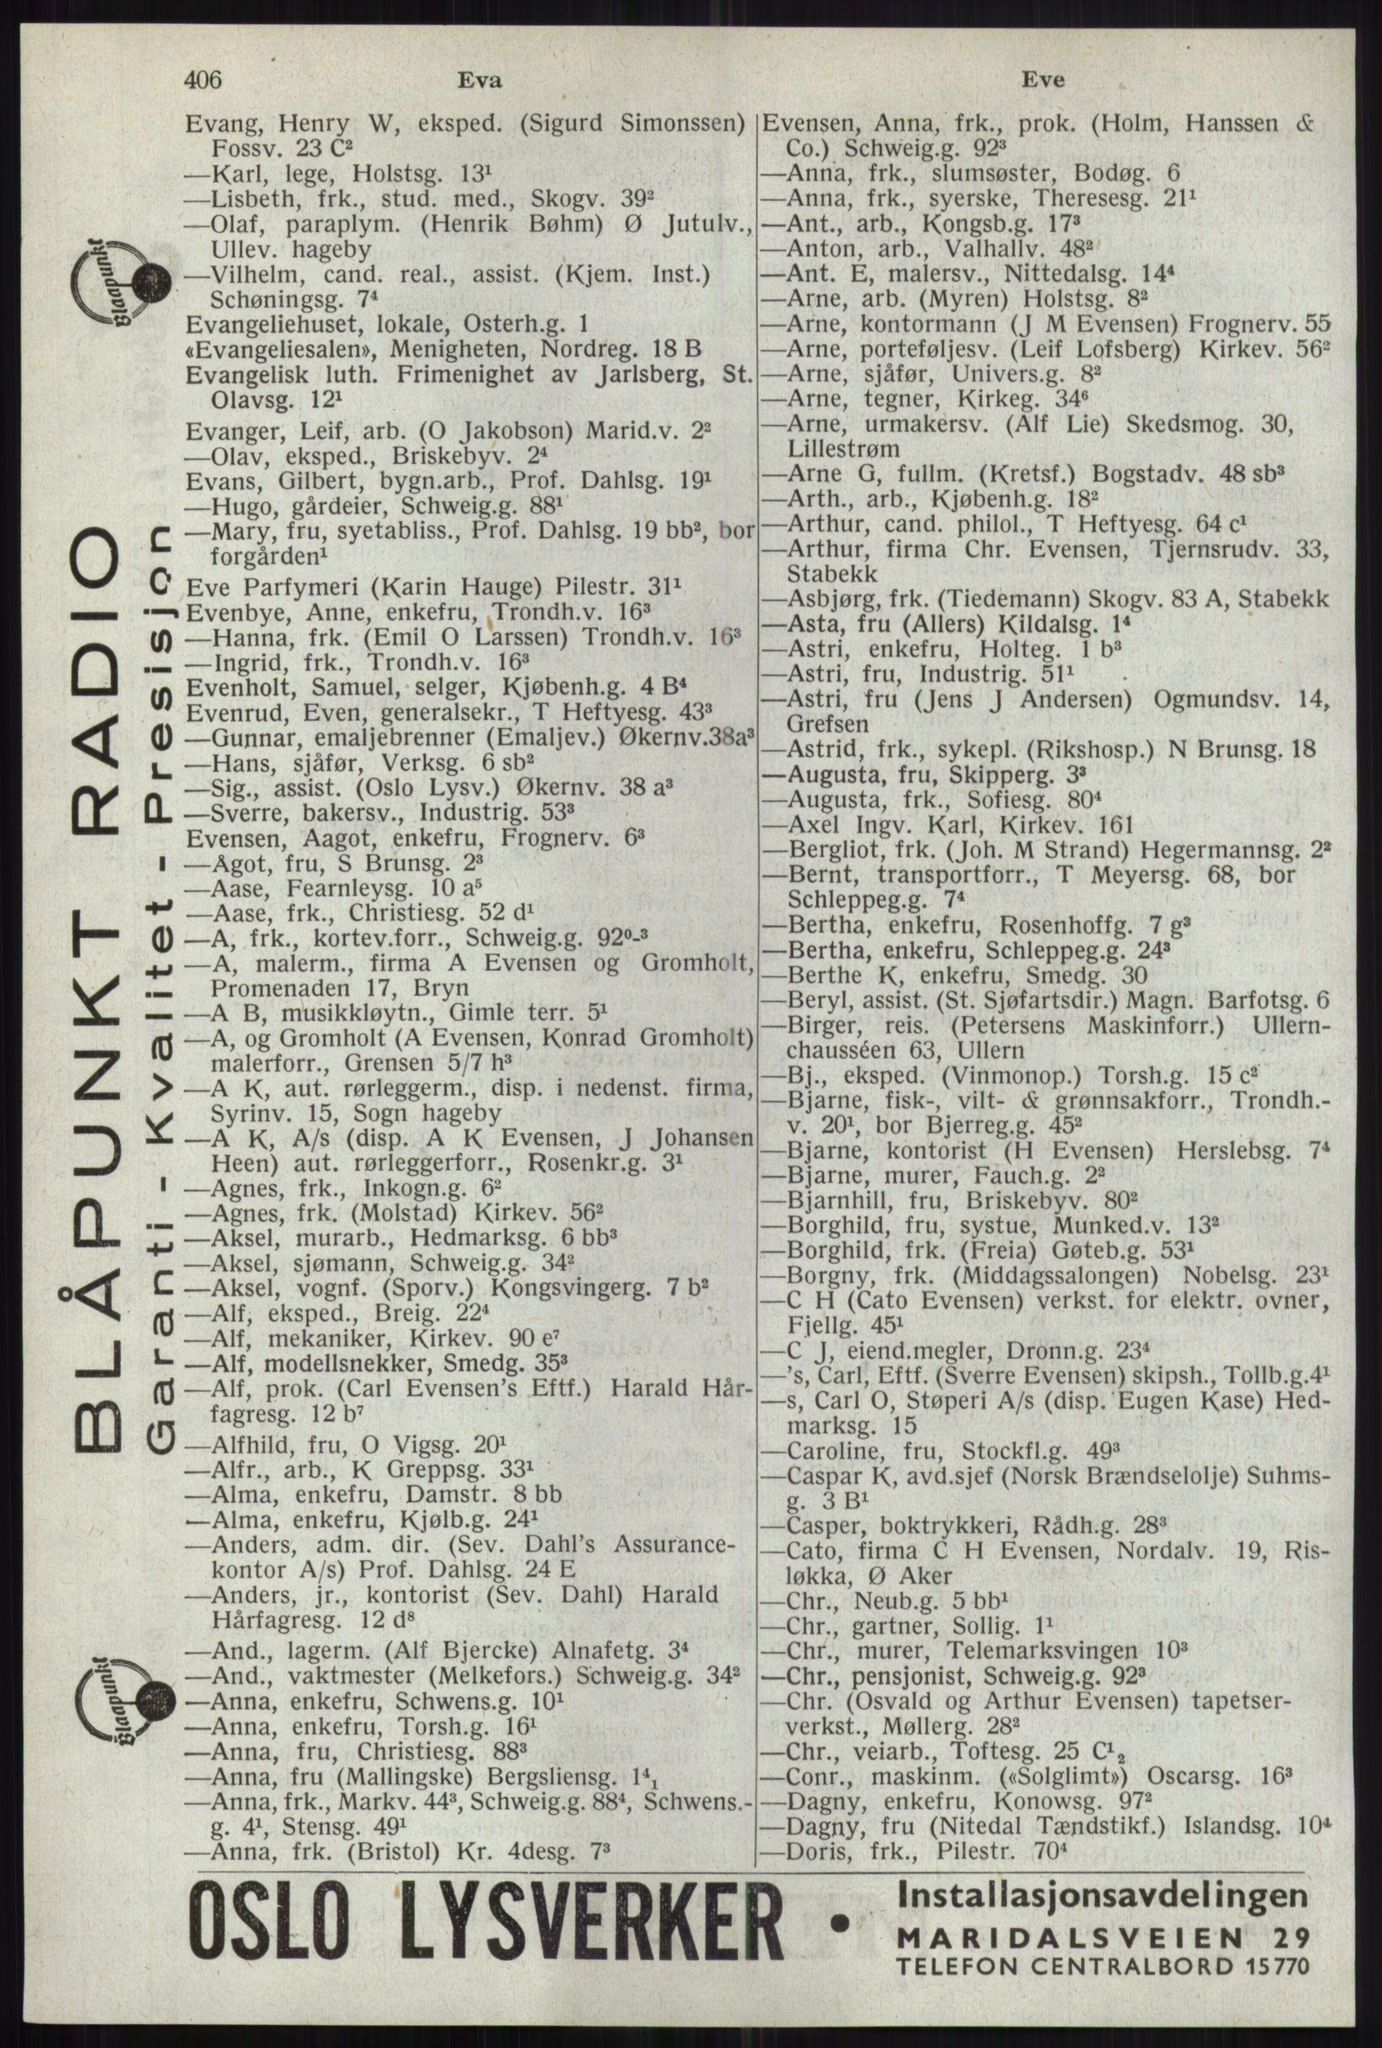 406
Eva
Eve
Evang, Henry W, eksped. (Sigurd Simonssen)
Fossv. 23 C²
—Karl, lege, Holstsg. 13¹
—Lisbeth, frk., stud. med., Skogv. 39²
—Olaf, paraplym. (Henrik Bøhm) Ø Jutulv.,
Ullev. hageby
—Vilhelm, cand. real., assist. (Kjem. Inst.)
Schøningsg. 7⁴
Evangeliehuset, lokale, Osterh.g. 1
«Evangeliesalen», Menigheten, Nordreg. 18 B
Evangelisk luth. Frimenighet av Jarlsberg, St.
Olavsg. 12¹
Evanger, Leif, arb. (O Jakobson) Marid.v. 2²
—Olav, eksped., Briskebyv. 2⁴
Evans, Gilbert, bygn.arb., Prof. Dahlsg. 19¹
—Hugo, gårdeier, Schweig.g. 88¹
—Mary, fru, syetabliss., Prof. Dahlsg. 19 bb², bor
forgården¹
Eve Parfymeri (Karin Hauge) Pilestr. 31¹
Evenbye, Anne, enkefru, Trondh.v. 16³
—Hanna, frk. (Emil O Larssen) Trondh.v. 16³
—Ingrid, frk., Trondh.v. 16³
Evenholt, Samuel, selger, Kjøbenh.g. 4 B⁴
Evenrud, Even, generalsekr., T Heftyesg. 43³
—Gunnar, emaljebrenner (Emaljev.) Økernv.38a³
—Hans, sjåfør, Verksg. 6 sb²
—Sig., assist. (Oslo Lysv.) Økernv. 38 a³
—Sverre, bakersv., Industrig. 53³
Evensen, Aagot, enkefru, Frognerv. 6³
—Ågot, fru, S Brunsg. 2³
—Aase, Fearnleysg. 10 a⁵
—Aase, frk., Christiesg. 52 d¹
—A, frk., kortev.forr., Schweig.g. 92⁰-³
—A, malerm., firma A Evensen og Gromholt,
Promenaden 17, Bryn
—A B, musikkløytn., Gimle terr. 5¹
—A, og Gromholt (A Evensen, Konrad Gromholt)
malerforr., Grensen 5/7 h³
—A K, aut. rørleggerm., disp. i nedenst. firma,
Syrinv. 15, Sogn hageby
—A K, A/s (disp. A K Evensen, J Johansen
Heen) aut. rørleggerforr., Rosenkr.g. 3¹
—Agnes, frk., Inkogn.g. 6²
—Agnes, frk. (Molstad) Kirkev. 56²
—Aksel, murarb., Hedmarksg. 6 bb³
—Aksel, sjømann, Schweig.g. 34²
—Aksel, vognf. (Sporv.) Kongsvingerg. 7 b²
—Alf, eksped., Breig. 22⁴
—Alf, mekaniker, Kirkev. 90 e⁷
—Alf, modellsnekker, Smedg. 35³
—Alf, prok. (Carl Evensen's Eftf.) Harald Hår-
fagresg. 12 b⁷
—Alfhild, fru, O Vigsg. 20¹
—Alfr., arb., K Greppsg. 33¹
—Alma, enkefru, Damstr. 8 bb
—Alma, enkefru, Kjølb.g. 24¹
—Anders, adm. dir. (Sev. Dahl's Assurance-
kontor A/s) Prof. Dahlsg. 24 E
—Anders, jr., kontorist (Sev. Dahl) Harald
Hårfagresg. 12 d⁸
—And., lagerm. (Alf Bjercke) Alnafetg. 3⁴
—And., vaktmester (Melkefors.) Schweig.g. 34²
—Anna, enkefru, Schwens.g. 10¹
—Anna, enkefru, Torsh.g. 16¹
—Anna, fru, Christiesg. 88³
—Anna, fru (Mallingske) Bergsliensg. 1⁴₁
—Anna, frk., Markv. 44³, Schweig.g. 88⁴, Schwens.-
g. 4¹, Stensg. 49¹
—Anna, frk. (Bristol) Kr. 4desg. 7³
Evensen, Anna, frk., prok. (Holm, Hanssen &
Co.) Schweig.g. 92³
—Anna, frk., slumsøster, Bodøg. 6
—Anna, frk., syerske, Theresesg. 21¹
—Ant., arb., Kongsb.g. 17³
—Anton, arb., Valhallv. 48²
—Ant. E, malersv., Nittedalsg. 14⁴
—Arne, arb. (Myren) Holstsg. 8²
—Arne, kontormann (J M Evensen) Frognerv. 55
—Arne, porteføljesv. (Leif Lofsberg) Kirkev. 56²
—Arne, sjåfør, Univers.g. 8²
—Arne, tegner, Kirkeg. 34⁶
—Arne, urmakersv. (Alf Lie) Skedsmog. 30,
Lillestrøm
—Arne G, fullm. (Kretsf.) Bogstadv. 48 sb³
—Arth., arb., Kjøbenh.g. 18²
—Arthur, cand. philol., T Heftyesg. 64 c¹
—Arthur, firma Chr. Evensen, Tjernsrudv. 33,
Stabekk
—Asbjørg, frk. (Tiedemann) Skogv. 83 A, Stabekk
—Asta, fru (Allers) Kildalsg. 1⁴
—Astri, enkefru, Holteg. 1 b³
—Astri, fru, Industrig. 51¹
—Astri, fru (Jens J Andersen) Ogmundsv. 14,
Grefsen
—Astrid, frk., sykepl. (Rikshosp.) N Brunsg. 18
—Augusta, fru, Skipperg. 3³
—Augusta, frk., Sofiesg. 80⁴
—Axel Ingv. Karl, Kirkev. 161
—Bergliot, frk. (Joh. M Strand) Hegermannsg. 2²
—Bernt, transportforr., T Meyersg. 68, bor
Schleppeg.g. 7⁴
—Bertha, enkefru, Rosenhoffg. 7 g³
—Bertha, enkefru, Schleppeg.g. 24³
—Berthe K, enkefru, Smedg. 30
—Beryl, assist. (St. Sjøfartsdir.) Magn. Barfotsg. 6
—Birger, reis. (Petersens Maskinforr.) Ullern-
chausséen 63, Ullern
—Bj., eksped. (Vinmonop.) Torsh.g. 15 c²
—Bjarne, fisk-, vilt- & grønnsakforr., Trondh.-
v. 20¹, bor Bjerreg.g. 45²
—Bjarne, kontorist (H Evensen) Herslebsg. 7⁴
—Bjarne, murer, Fauch.g. 2²
—Bjarnhill, fru, Briskebyv. 80²
—Borghild, fru, systue, Munked.v. 13²
—Borghild, frk. (Freia) Gøteb.g. 53¹
—Borgny, frk. (Middagssalongen) Nobelsg. 23¹
—C H (Cato Evensen) verkst. for elektr. ovner,
Fjellg. 45¹
—C J, eiend.megler, Dronn.g. 23⁴
—'s, Carl, Eftf. (Sverre Evensen) skipsh., Tollb.g.4¹
—s, Carl O, Støperi A/s (disp. Eugen Kase) Hed-
marksg. 15
—Caroline, fru, Stockfl.g. 49³
—Caspar K, avd.sjef (Norsk Brændselolje) Suhms-
g. 3 B¹
—Casper, boktrykkeri, Rådh.g. 28³
—Cato, firma C H Evensen, Nordalv. 19, Ris-
løkka, Ø Aker
—Chr., Neub.g. 5 bb¹
—Chr., gartner, Sollig. 1¹
—Chr., murer, Telemarksvingen 10³
—Chr., pensjonist, Schweig.g. 92³
—Chr. (Osvald og Arthur Evensen) tapetser-
verkst., Møllerg. 28²
—Chr., veiarb., Toftesg. 25 C¹₂
—Conr., maskinm. («Solglimt») Oscarsg. 16³
—Dagny, enkefru, Konowsg. 97²
—Dagny, fru (Nitedal Tændstikf.) Islandsg. 10⁴
—Doris, frk., Pilestr. 70⁴
Blaapunkt
BLÅPUNKT RADIO
Garanti - Kvalitet - Presisjon
Blaapunkt
OSLO LYSVERKER •
Installasjonsavdelingen
MARIDALSVEIEN 29
TELEFON CENTRALBORD 15770